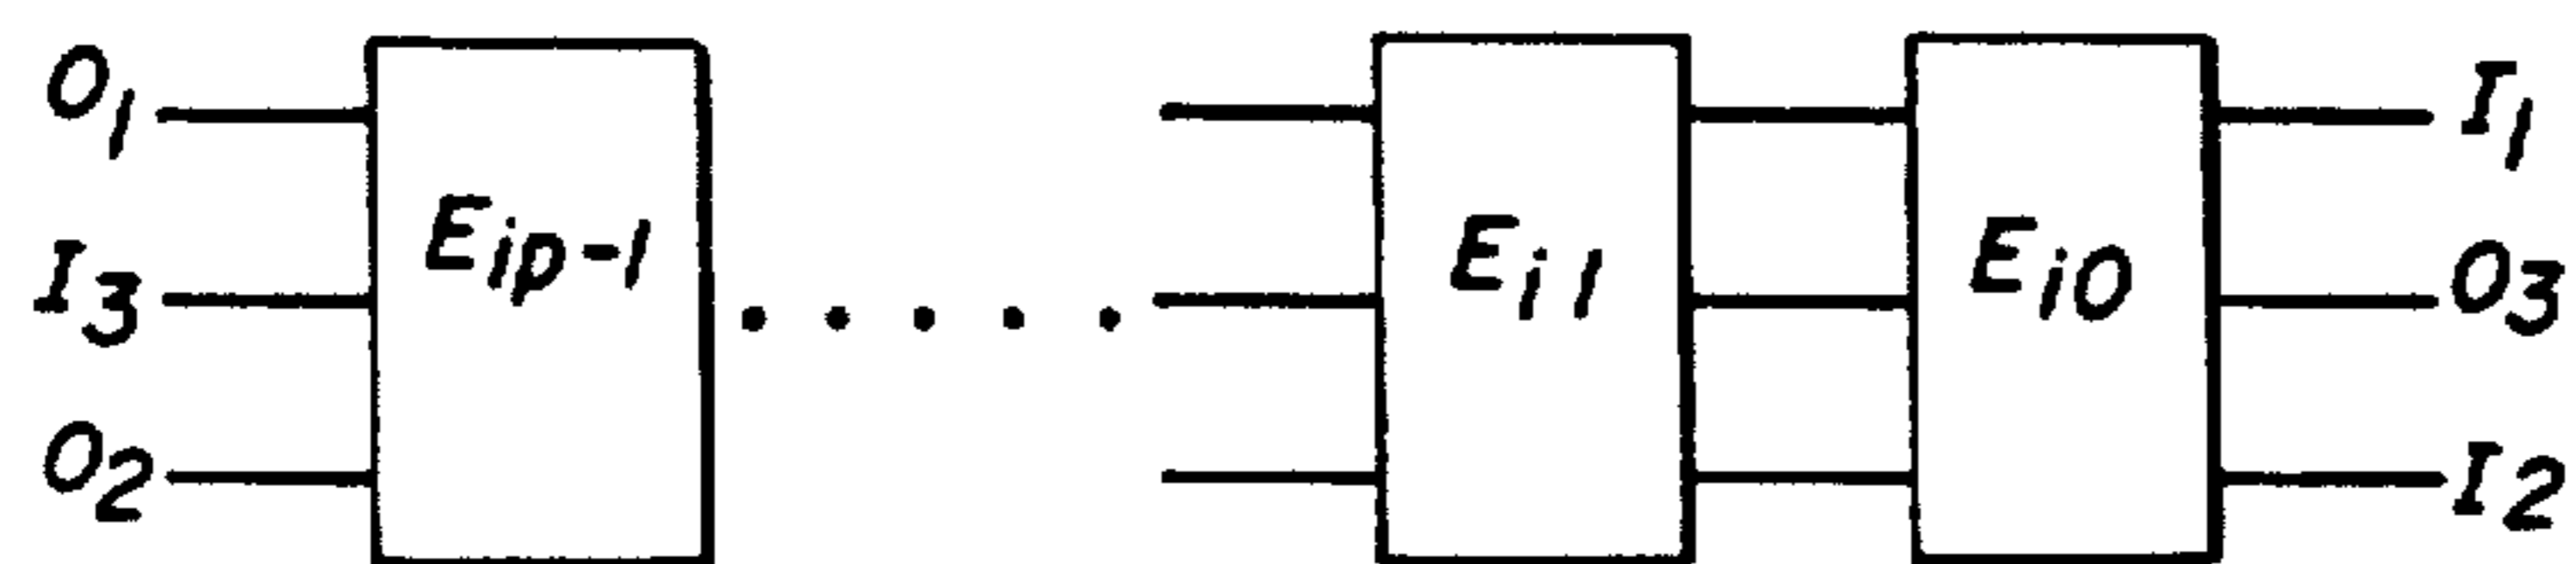 O1 I1
I3 Eip-1 . . . . . Ei1 Ei0 O3
O2 I2